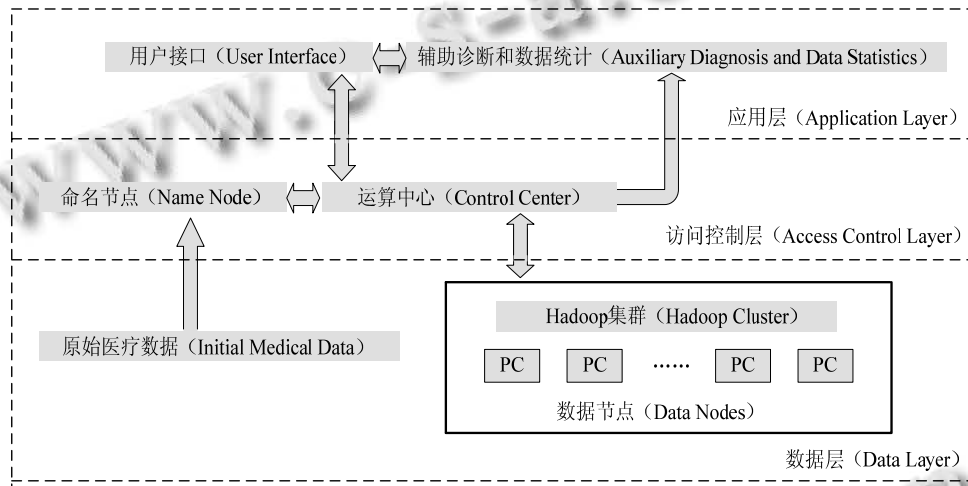 用户接口（User Interface）
辅助诊断和数据统计（Auxiliary Diagnosis and Data Statistics）
应用层（Application Layer）
命名节点（Name Node）
运算中心（Control Center）
访问控制层（Access Control Layer）
Hadoop集群（Hadoop Cluster）
原始医疗数据（Initial Medical Data）
PC PC …… PC PC
数据节点（Data Nodes）
数据层（Data Layer）